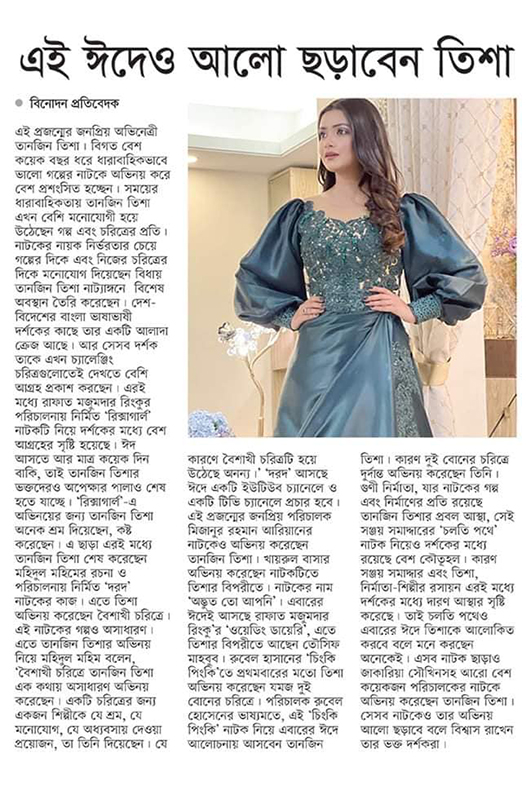 এই ঈদেও আলো ছড়াবেন তিশা
বিনোদন প্রতিবেদক
এই প্রজন্মের জনপ্রিয় অভিনেত্রী
তানজিন তিশা। বিগত বেশ
কয়েক বছর ধরে ধারাবাহিকভাবে
ভালো গল্পের নাটকে অভিনয় করে
বেশ প্রশংসিত হচ্ছেন। সময়ের
ধারাবাহিকতায় তানজিন তিশা
এখন বেশি মনোযোগী হয়ে
উঠেছেন গল্প এবং চরিত্রের প্রতি।
নাটকের নায়ক নির্ভরতার চেয়ে
গল্পের দিকে এবং নিজের চরিত্রের
দিকে মনোযোগ দিয়েছেন বিধায়
তানজিন তিশা নাট্যাঙ্গনে বিশেষ
অবস্থান তৈরি করেছেন। দেশ-
বিদেশের বাংলা ভাষাভাষী
দর্শকের কাছে তার একটি আলাদা
ক্রেজ আছে। আর সেসব দর্শক
তাকে এখন চ্যালেঞ্জিং
চরিত্রগুলোতেই দেখতে বেশি
আগ্রহ প্রকাশ করছেন। এরই
মধ্যে রাফাত মজুমদার রিংকুর
পরিচালনায় নির্মিত ‘রিক্সাগার্ল’
নাটকটি নিয়ে দর্শকের মধ্যে বেশ
আগ্রহের সৃষ্টি হয়েছে। ঈদ
আসতে আর মাত্র কয়েক দিন
বাকি, তাই তানজিন তিশার
ভক্তদেরও অপেক্ষার পালাও শেষ
হতে যাচ্ছে। ‘রিক্সাগার্ল’-এ
অভিনয়ের জন্য তানজিন তিশা
অনেক শ্রম দিয়েছেন, কষ্ট
করেছেন। এ ছাড়া এরই মধ্যে
তানজিন তিশা শেষ করেছেন
মহিদুল মহিমের রচনা ও
পরিচালনায় নির্মিত ‘দরদ’
নাটকের কাজ। এতে তিশা
অভিনয় করেছেন বৈশাখী চরিত্রে।
এই নাটকের গল্পও অসাধারণ।
এতে তানজিন তিশার অভিনয়
নিয়ে মহিদুল মহিম বলেন,
‘বৈশাখী চরিত্রে তানজিন তিশা
এক কথায় অসাধারণ অভিনয়
করেছেন। একটি চরিত্রের জন্য
একজন শিল্পীকে যে শ্রম, যে
মনোযোগ, যে অধ্যবসায় দেওয়া
প্রয়োজন, তা তিনি দিয়েছেন। যে
কারণে বৈশাখী চরিত্রটি হয়ে
উঠেছে অনন্য।’ ‘দরদ’ আসছে
ঈদে একটি ইউটিউব চ্যানেলে ও
একটি টিভি চ্যানেলে প্রচার হবে।
এই প্রজন্মের জনপ্রিয় পরিচালক
মিজানুর রহমান আরিয়ানের
নাটকেও অভিনয় করেছেন
তানজিন তিশা। খায়রুল বাসার
অভিনয় করেছেন নাটকটিতে
তিশার বিপরীতে। নাটকের নাম
‘অদ্ভুত তো আপনি’। এবারের
ঈদেই আসছে রাফাত মজুমদার
রিংকু’র ‘ওয়েডিং ডায়েরি’, এতে
তিশার বিপরীতে আছেন তৌসিফ
মাহবুব। রুবেল হাসানের ‘চিংকি
পিংকি’তে প্রথমবারের মতো তিশা
অভিনয় করেছেন যমজ দুই
বোনের চরিত্রে। পরিচালক রুবেল
হোসেনের ভাষ্যমতে, এই ‘চিংকি
পিংকি’ নাটক নিয়ে এবারের ঈদে
আলোচনায় আসবেন তানজিন
তিশা। কারণ দুই বোনের চরিত্রে
দুর্দান্ত অভিনয় করেছেন তিনি।
গুণী নির্মাতা, যার নাটকের গল্প
এবং নির্মাণের প্রতি রয়েছে
তানজিন তিশার প্রবল আস্থা, সেই
সঞ্জয় সমাদ্দারের ‘চলতি পথে’
নাটক নিয়েও দর্শকের মধ্যে
রয়েছে বেশ কৌতূহল। কারণ
সঞ্জয় সমাদ্দার এবং তিশা,
নির্মাতা-শিল্পীর রসায়ন এরই মধ্যে
দর্শকের মধ্যে দারণ আস্থার সৃষ্টি
করেছে। তাই চলতি পথেও
এবারের ঈদে তিশাকে আলোকিত
করবে বলে মনে করছেন
অনেকেই। এসব নাটক ছাড়াও
জাকারিয়া সৌখিনসহ আরো বেশ
কয়েকজন পরিচালকের নাটকে
অভিনয় করেছেন তানজিন তিশা।
সেসব নাটকেও তার অভিনয়
আলো ছড়াবে বলে বিশ্বাস রাখেন
তার ভক্ত দর্শকরা।